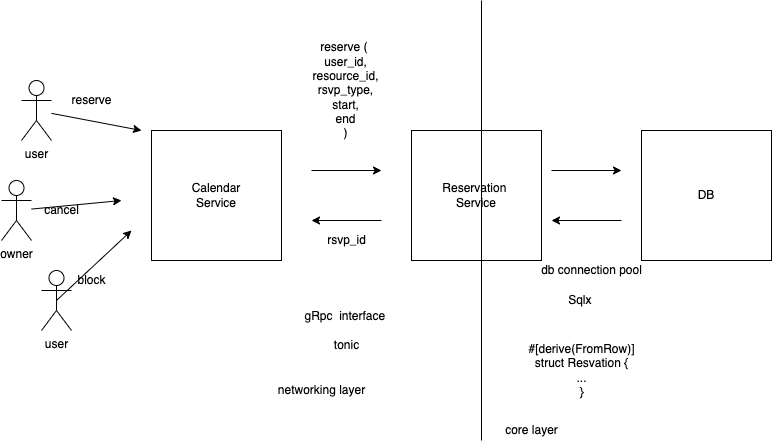 reserve (
user_id,
resource_id,
rsvp_type,
start,
end
)
reserve
user
Calendar
Service
Reservation
Service
DB
cancel
owner
rsvp_id
block
user
db connection pool
Sqlx
gRpc interface
tonic
#[derive(FromRow)]
struct Resvation {
...
}
networking layer
core layer